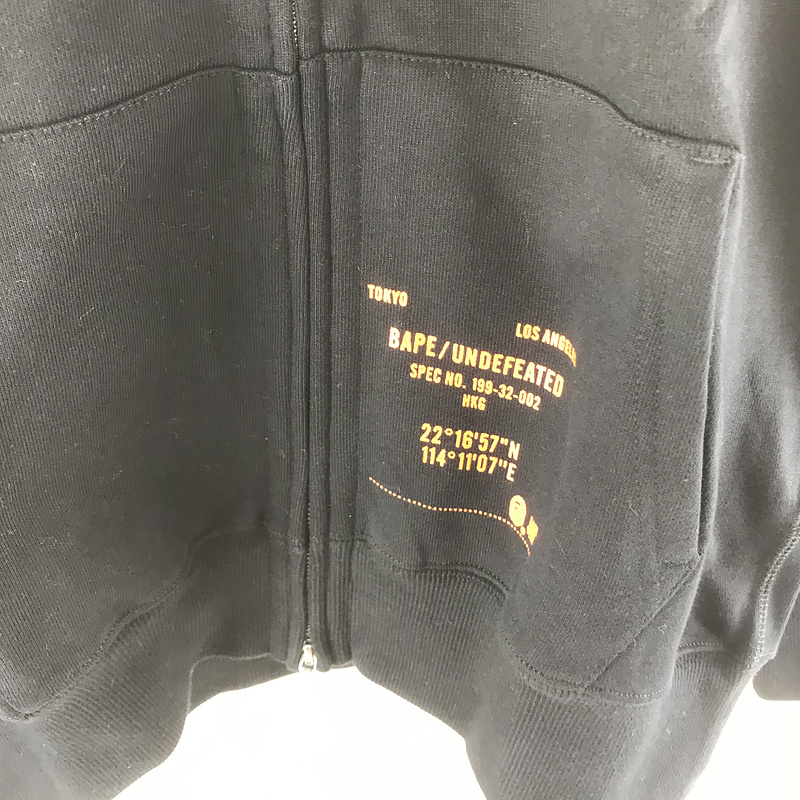 TOKYO
LOS ANGELES
BAPE/UNDEFEATED
SPEC NO. 199-32-002
HKG
22°16'57"N
114°11'07"E